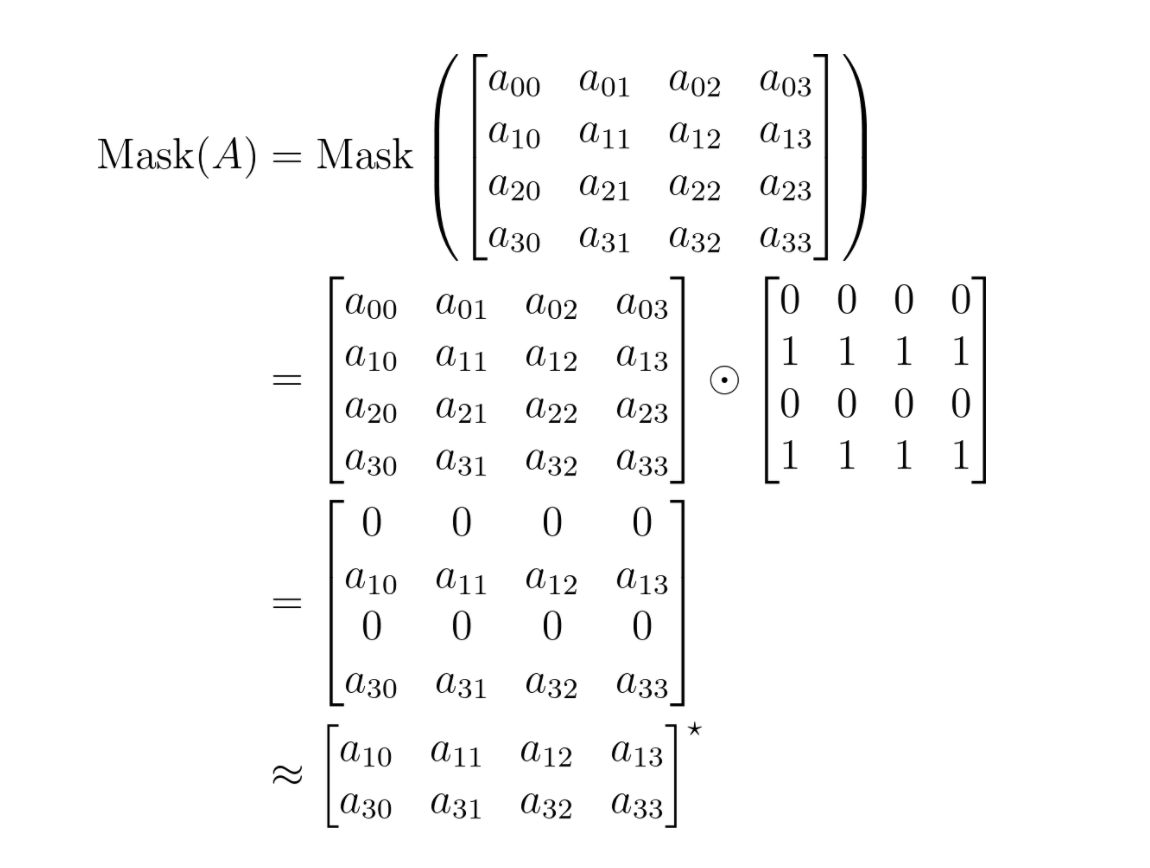 \mathrm{Mask}(A) = \mathrm{Mask}\left(\begin{bmatrix} a_{00} & a_{01} & a_{02} & a_{03} \\ a_{10} & a_{11} & a_{12} & a_{13} \\ a_{20} & a_{21} & a_{22} & a_{23} \\ a_{30} & a_{31} & a_{32} & a_{33} \end{bmatrix}\right)
= \begin{bmatrix} a_{00} & a_{01} & a_{02} & a_{03} \\ a_{10} & a_{11} & a_{12} & a_{13} \\ a_{20} & a_{21} & a_{22} & a_{23} \\ a_{30} & a_{31} & a_{32} & a_{33} \end{bmatrix} \odot \begin{bmatrix} 0 & 0 & 0 & 0 \\ 1 & 1 & 1 & 1 \\ 0 & 0 & 0 & 0 \\ 1 & 1 & 1 & 1 \end{bmatrix}
= \begin{bmatrix} 0 & 0 & 0 & 0 \\ a_{10} & a_{11} & a_{12} & a_{13} \\ 0 & 0 & 0 & 0 \\ a_{30} & a_{31} & a_{32} & a_{33} \end{bmatrix}
\approx \begin{bmatrix} a_{10} & a_{11} & a_{12} & a_{13} \\ a_{30} & a_{31} & a_{32} & a_{33} \end{bmatrix}^{\star}